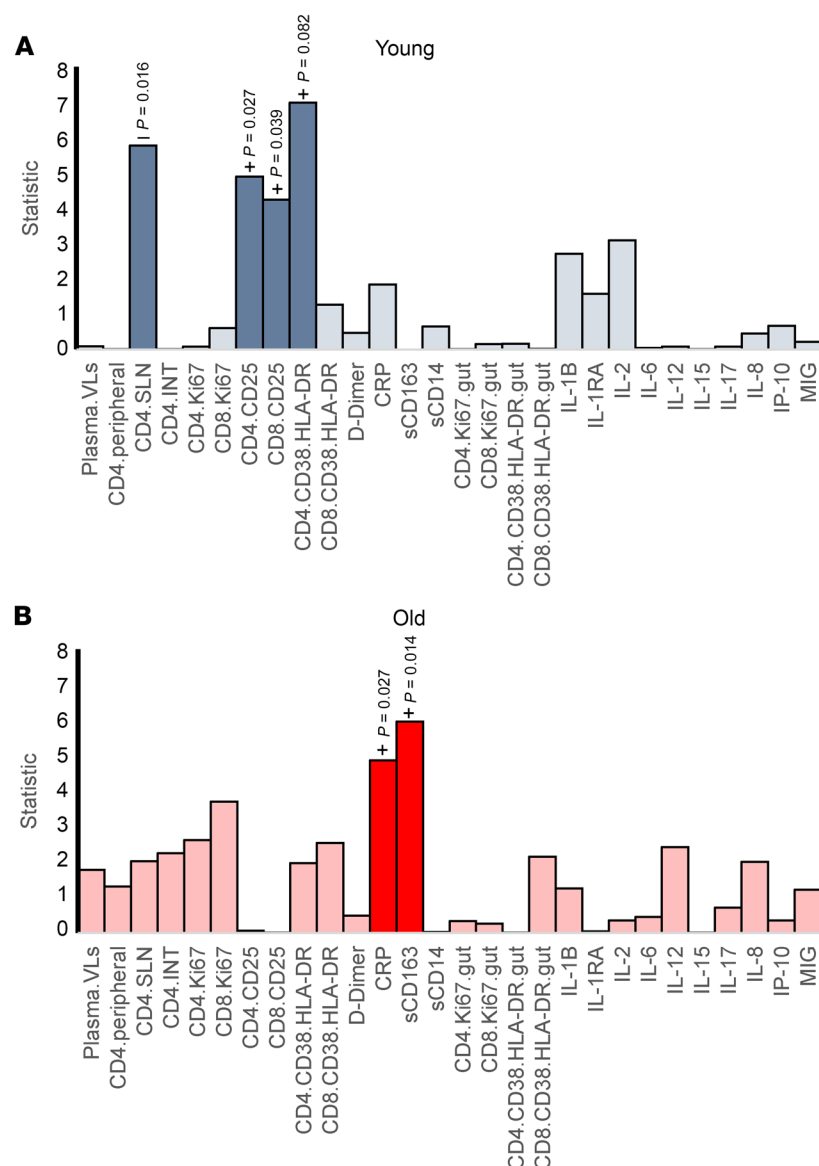 A
Young
Statistic
8
7
6
5
4
3
2
1
0
– P = 0.016
+ P = 0.027
+ P = 0.039
+ P = 0.082
Plasma.VLs
CD4.peripheral
CD4.SLN
CD4.INT
CD4.Ki67
CD8.Ki67
CD4.CD25
CD8.CD25
CD4.CD38.HLA-DR
CD8.CD38.HLA-DR
D-Dimer
CRP
sCD163
sCD14
CD4.Ki67.gut
CD8.Ki67.gut
CD4.CD38.HLA-DR.gut
CD8.CD38.HLA-DR.gut
IL-1B
IL-1RA
IL-2
IL-6
IL-12
IL-15
IL-17
IL-8
IP-10
MIG
B
Old
Statistic
8
7
6
5
4
3
2
1
0
+ P = 0.027
+ P = 0.014
Plasma.VLs
CD4.peripheral
CD4.SLN
CD4.INT
CD4.Ki67
CD8.Ki67
CD4.CD25
CD8.CD25
CD4.CD38.HLA-DR
CD8.CD38.HLA-DR
D-Dimer
CRP
sCD163
sCD14
CD4.Ki67.gut
CD8.Ki67.gut
CD4.CD38.HLA-DR.gut
CD8.CD38.HLA-DR.gut
IL-1B
IL-1RA
IL-2
IL-6
IL-12
IL-15
IL-17
IL-8
IP-10
MIG